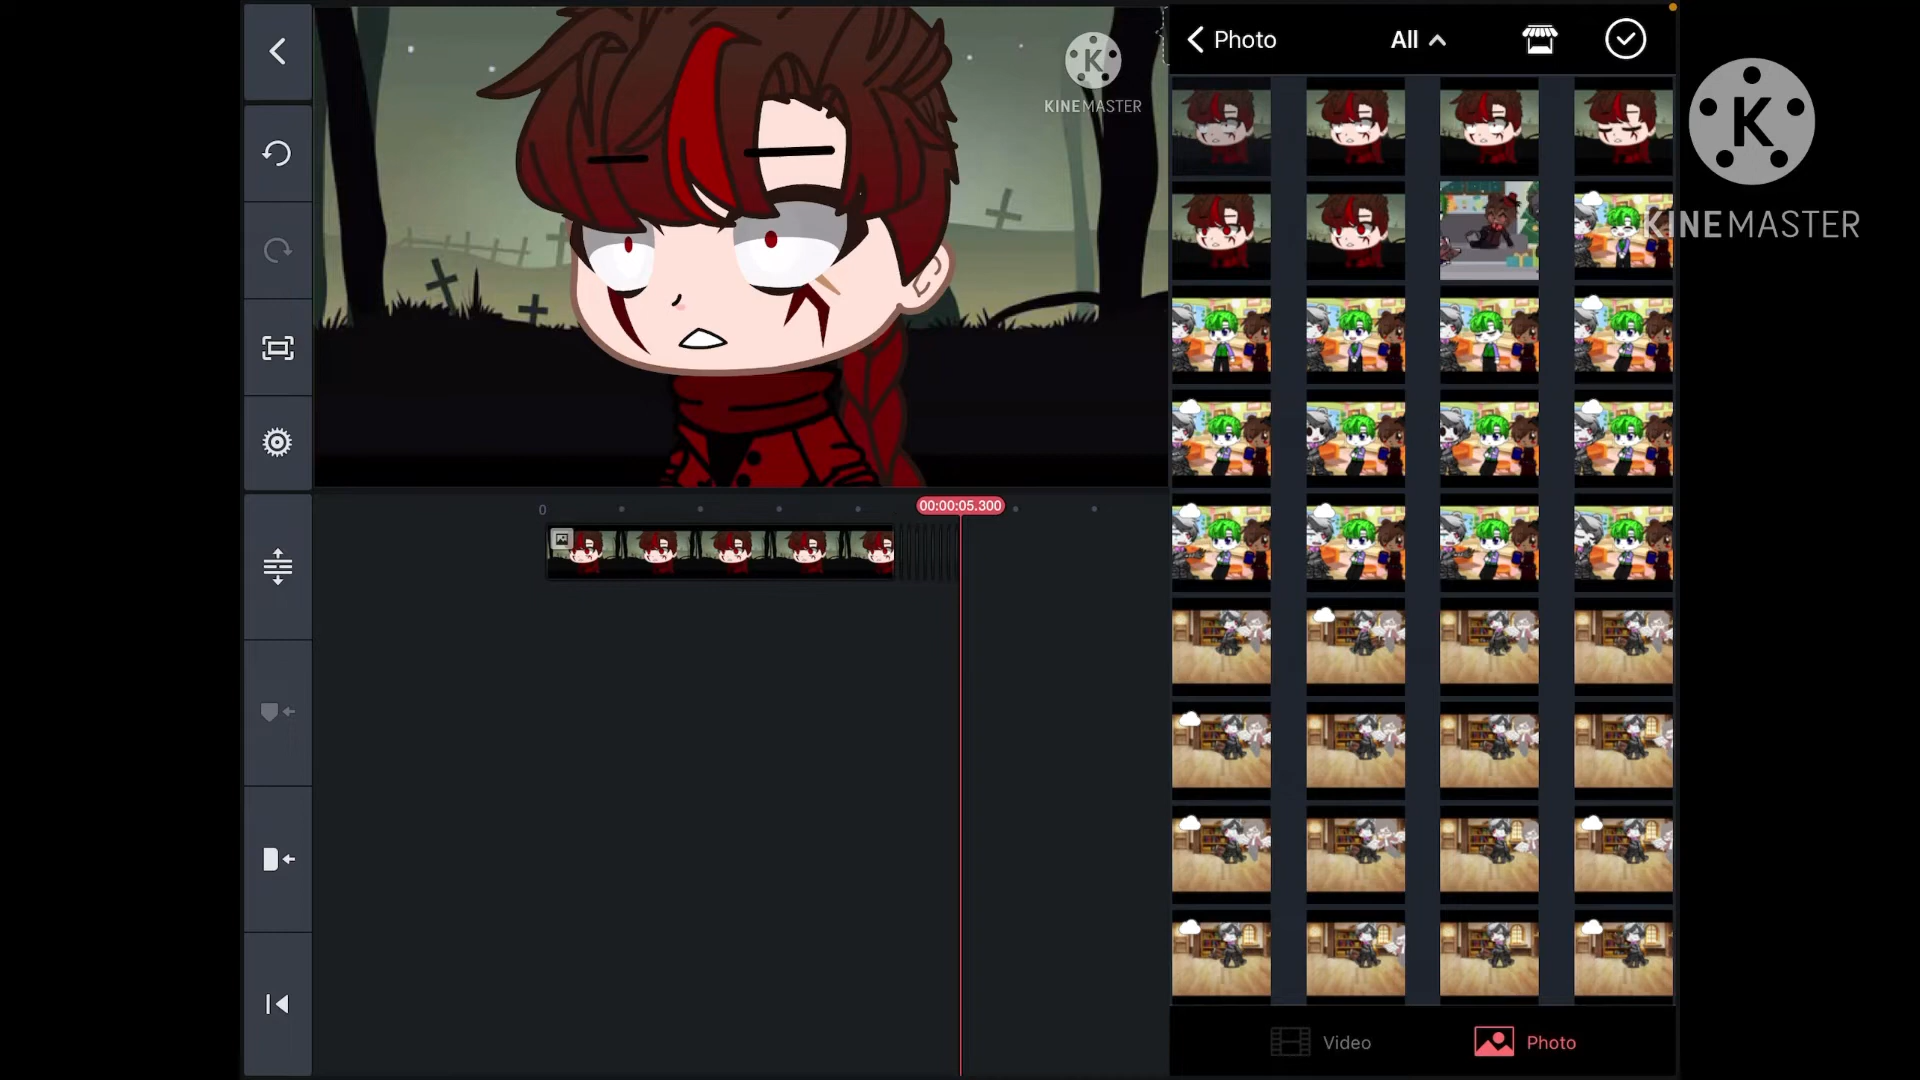 Photo
All
K
KINEMASTER
K
KINEMASTER
0
00:00:05.300
Video
Photo